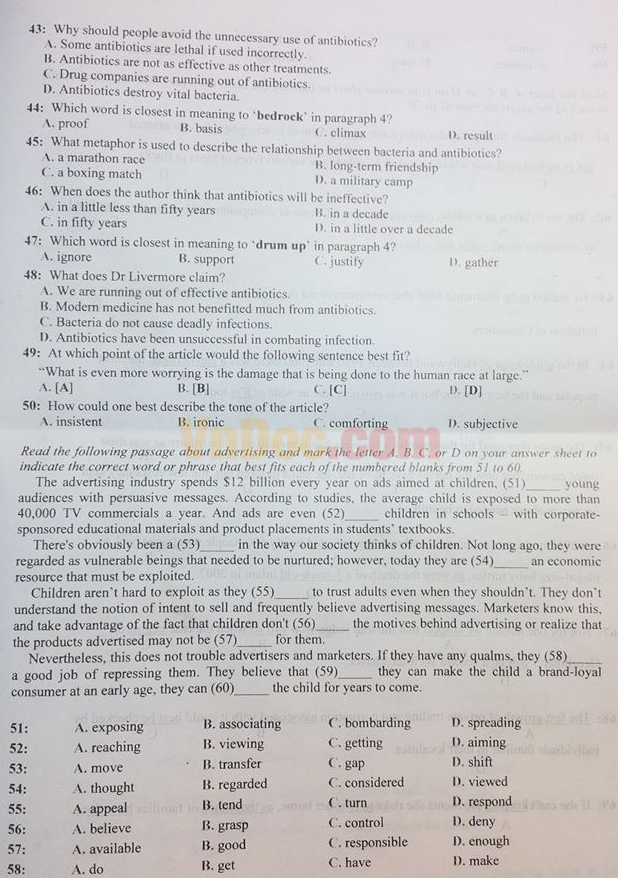 43: Why should people avoid the unnecessary use of antibiotics?
A. Some antibiotics are lethal if used incorrectly.
B. Antibiotics are not as effective as other treatments.
C. Drug companies are running out of antibiotics.
D. Antibiotics destroy vital bacteria.
44: Which word is closest in meaning to 'bedrock' in paragraph 4?
A. proof B. basis C. climax D. result
45: What metaphor is used to describe the relationship between bacteria and antibiotics?
A. a marathon race B. long-term friendship
C. a boxing match D. a military camp
46: When does the author think that antibiotics will be ineffective?
A. in a little less than fifty years B. in a decade
C. in fifty years D. in a little over a decade
47: Which word is closest in meaning to 'drum up' in paragraph 4?
A. ignore B. support C. justify D. gather
48: What does Dr Livermore claim?
A. We are running out of effective antibiotics.
B. Modern medicine has not benefitted much from antibiotics.
C. Bacteria do not cause deadly infections.
D. Antibiotics have been unsuccessful in combating infection.
49: At which point of the article would the following sentence best fit?
"What is even more worrying is the damage that is being done to the human race at large."
A. [A] B. [B] C. [C] D. [D]
50: How could one best describe the tone of the article?
A. insistent B. ironic C. comforting D. subjective
VnDoc.com
Read the following passage about advertising and mark the letter A, B, C, or D on your answer sheet to
indicate the correct word or phrase that best fits each of the numbered blanks from 51 to 60.
The advertising industry spends $12 billion every year on ads aimed at children, (51)_____ young
audiences with persuasive messages. According to studies, the average child is exposed to more than
40,000 TV commercials a year. And ads are even (52)_____ children in schools – with corporate-
sponsored educational materials and product placements in students' textbooks.
There's obviously been a (53)_____ in the way our society thinks of children. Not long ago, they were
regarded as vulnerable beings that needed to be nurtured; however, today they are (54)_____ an economic
resource that must be exploited.
Children aren't hard to exploit as they (55)_____ to trust adults even when they shouldn't. They don't
understand the notion of intent to sell and frequently believe advertising messages. Marketers know this,
and take advantage of the fact that children don't (56)_____ the motives behind advertising or realize that
the products advertised may not be (57)_____ for them.
Nevertheless, this does not trouble advertisers and marketers. If they have any qualms, they (58)_____
a good job of repressing them. They believe that (59)_____ they can make the child a brand-loyal
consumer at an early age, they can (60)_____ the child for years to come.
51: A. exposing B. associating C. bombarding D. spreading
52: A. reaching B. viewing C. getting D. aiming
53: A. move B. transfer C. gap D. shift
54: A. thought B. regarded C. considered D. viewed
55: A. appeal B. tend C. turn D. respond
56: A. believe B. grasp C. control D. deny
57: A. available B. good C. responsible D. enough
58: A. do B. get C. have D. make